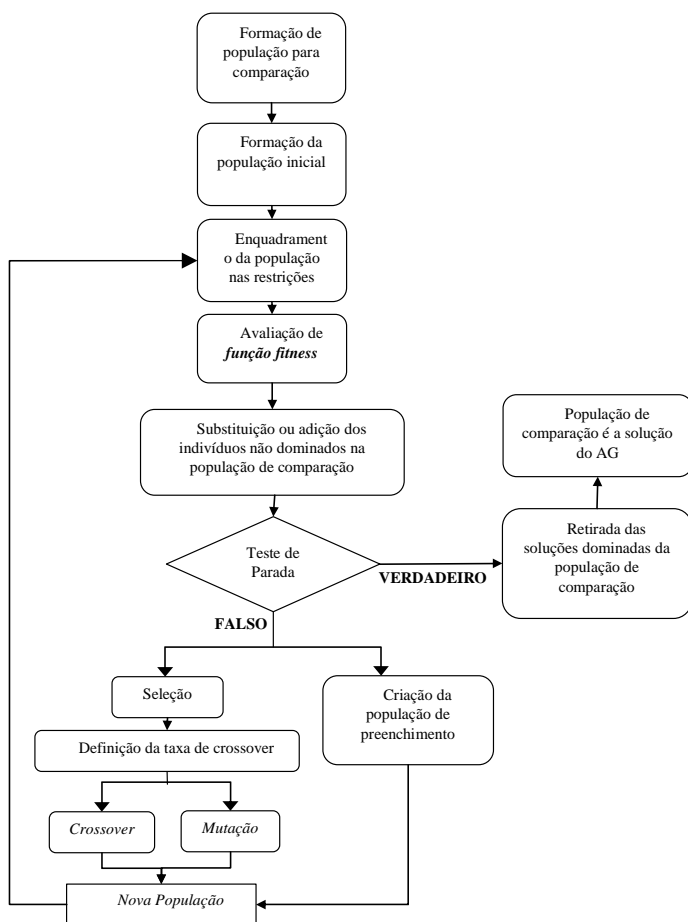 Formação de
população para
comparação
Formação da
população inicial
Enquadrament
o da população
nas restrições
Avaliação de
função fitness
Substituição ou adição dos
indivíduos não dominados na
população de comparação
População de
comparação é a solução
do AG
Teste de
Parada
VERDADEIRO
Retirada das
soluções dominadas da
população de
comparação
FALSO
Seleção
Criação da
população de
preenchimento
Definição da taxa de crossover
Crossover
Mutação
Nova População